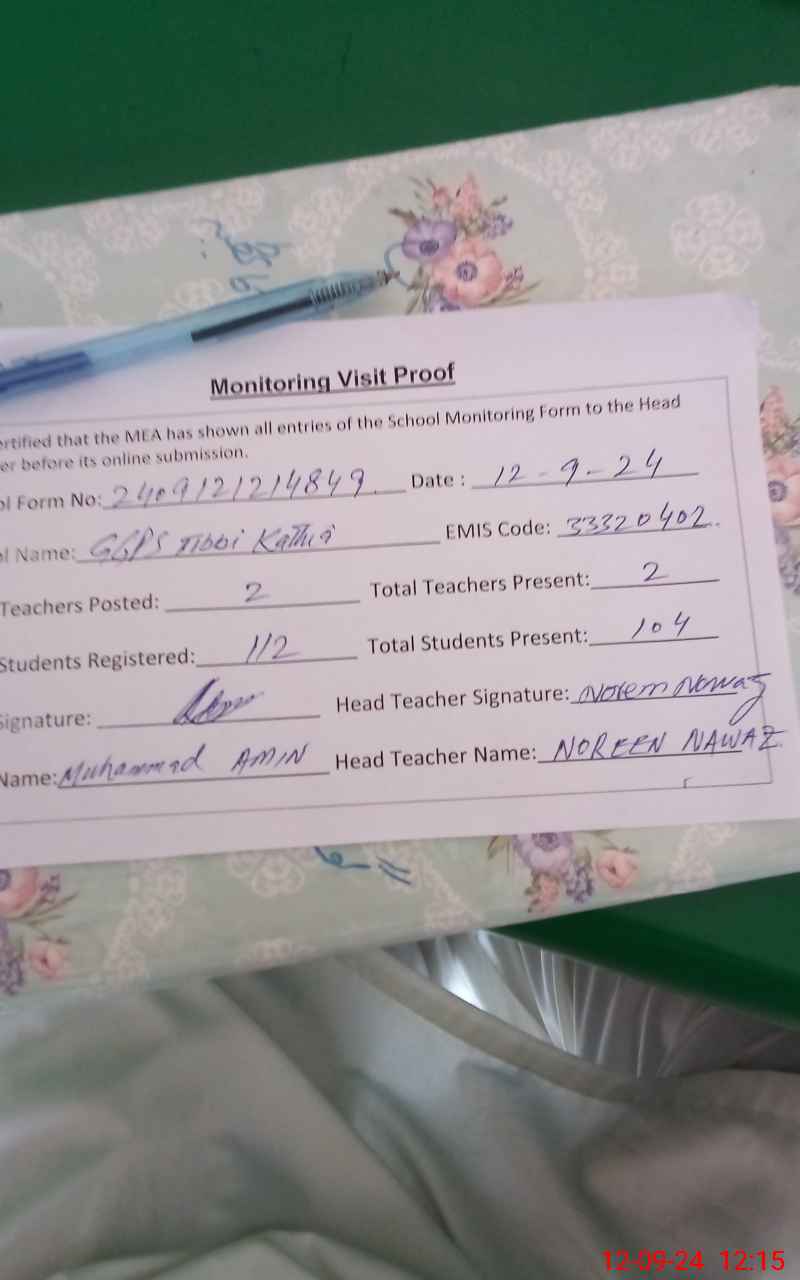 Monitoring Visit Proof
ertified that the MEA has shown all entries of the School Monitoring Form to the Head
er before its online submission.
ol Form No: 2409121214849 Date : 12-9-24
ol Name: GGPS Tibbi Kathia EMIS Code: 33320402
Teachers Posted: 2 Total Teachers Present: 2
Students Registered: 112 Total Students Present: 104
Signature: Head Teacher Signature: Noreen Nawaz
Name: Muhammad AMIN Head Teacher Name: NOREEN NAWAZ
12-09-24 12:15